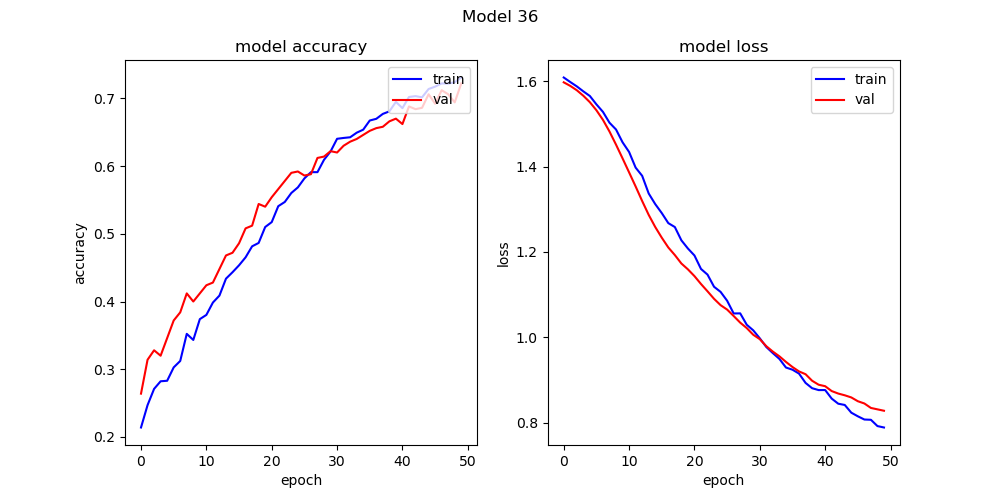 Model 36
model accuracy
train
val
0.7
0.6
0.5
0.4
0.3
0.2
accuracy
0 10 20 30 40 50
epoch
model loss
train
val
1.6
1.4
1.2
1.0
0.8
loss
0 10 20 30 40 50
epoch